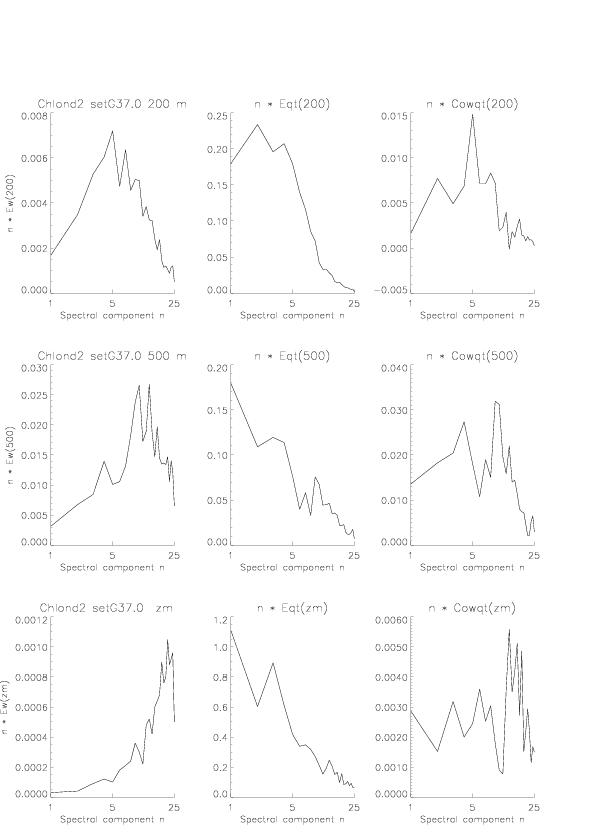 Chlond2 setG37.0 200 m
n * Eqt(200)
n * Cowqt(200)
n * Ew(200)
0.008
0.006
0.004
0.002
0.000
0.25
0.20
0.15
0.10
0.05
0.00
0.015
0.010
0.005
0.000
-0.005
1 5 25
1 5 25
1 5 25
Spectral component n
Spectral component n
Spectral component n
Chlond2 setG37.0 500 m
n * Eqt(500)
n * Cowqt(500)
n * Ew(500)
0.030
0.025
0.020
0.015
0.010
0.005
0.000
0.20
0.15
0.10
0.05
0.00
0.040
0.030
0.020
0.010
0.000
1 5 25
1 5 25
1 5 25
Spectral component n
Spectral component n
Spectral component n
Chlond2 setG37.0 zm
n * Eqt(zm)
n * Cowqt(zm)
n * Ew(zm)
0.0012
0.0010
0.0008
0.0006
0.0004
0.0002
0.0000
1.2
1.0
0.8
0.6
0.4
0.2
0.0
0.0060
0.0050
0.0040
0.0030
0.0020
0.0010
0.0000
1 5 25
1 5 25
1 5 25
Spectral component n
Spectral component n
Spectral component n